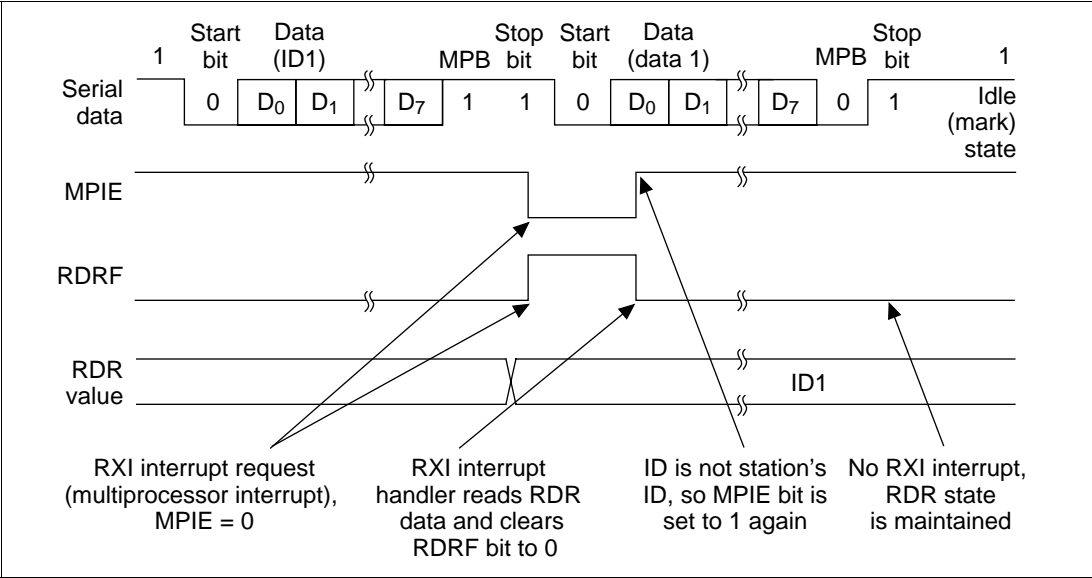 1
Start
bit
Data
(ID1)
MPB
Stop
bit
Start
bit
Data
(data 1)
MPB
Stop
bit
1
Serial
data
0 D0 D1 D7 1 1 0 D0 D1 D7 0 1
Idle
(mark)
state
MPIE
RDRF
RDR
value
ID1
RXI interrupt request
(multiprocessor interrupt),
MPIE = 0
RXI interrupt
handler reads RDR
data and clears
RDRF bit to 0
ID is not station's
ID, so MPIE bit is
set to 1 again
No RXI interrupt,
RDR state
is maintained